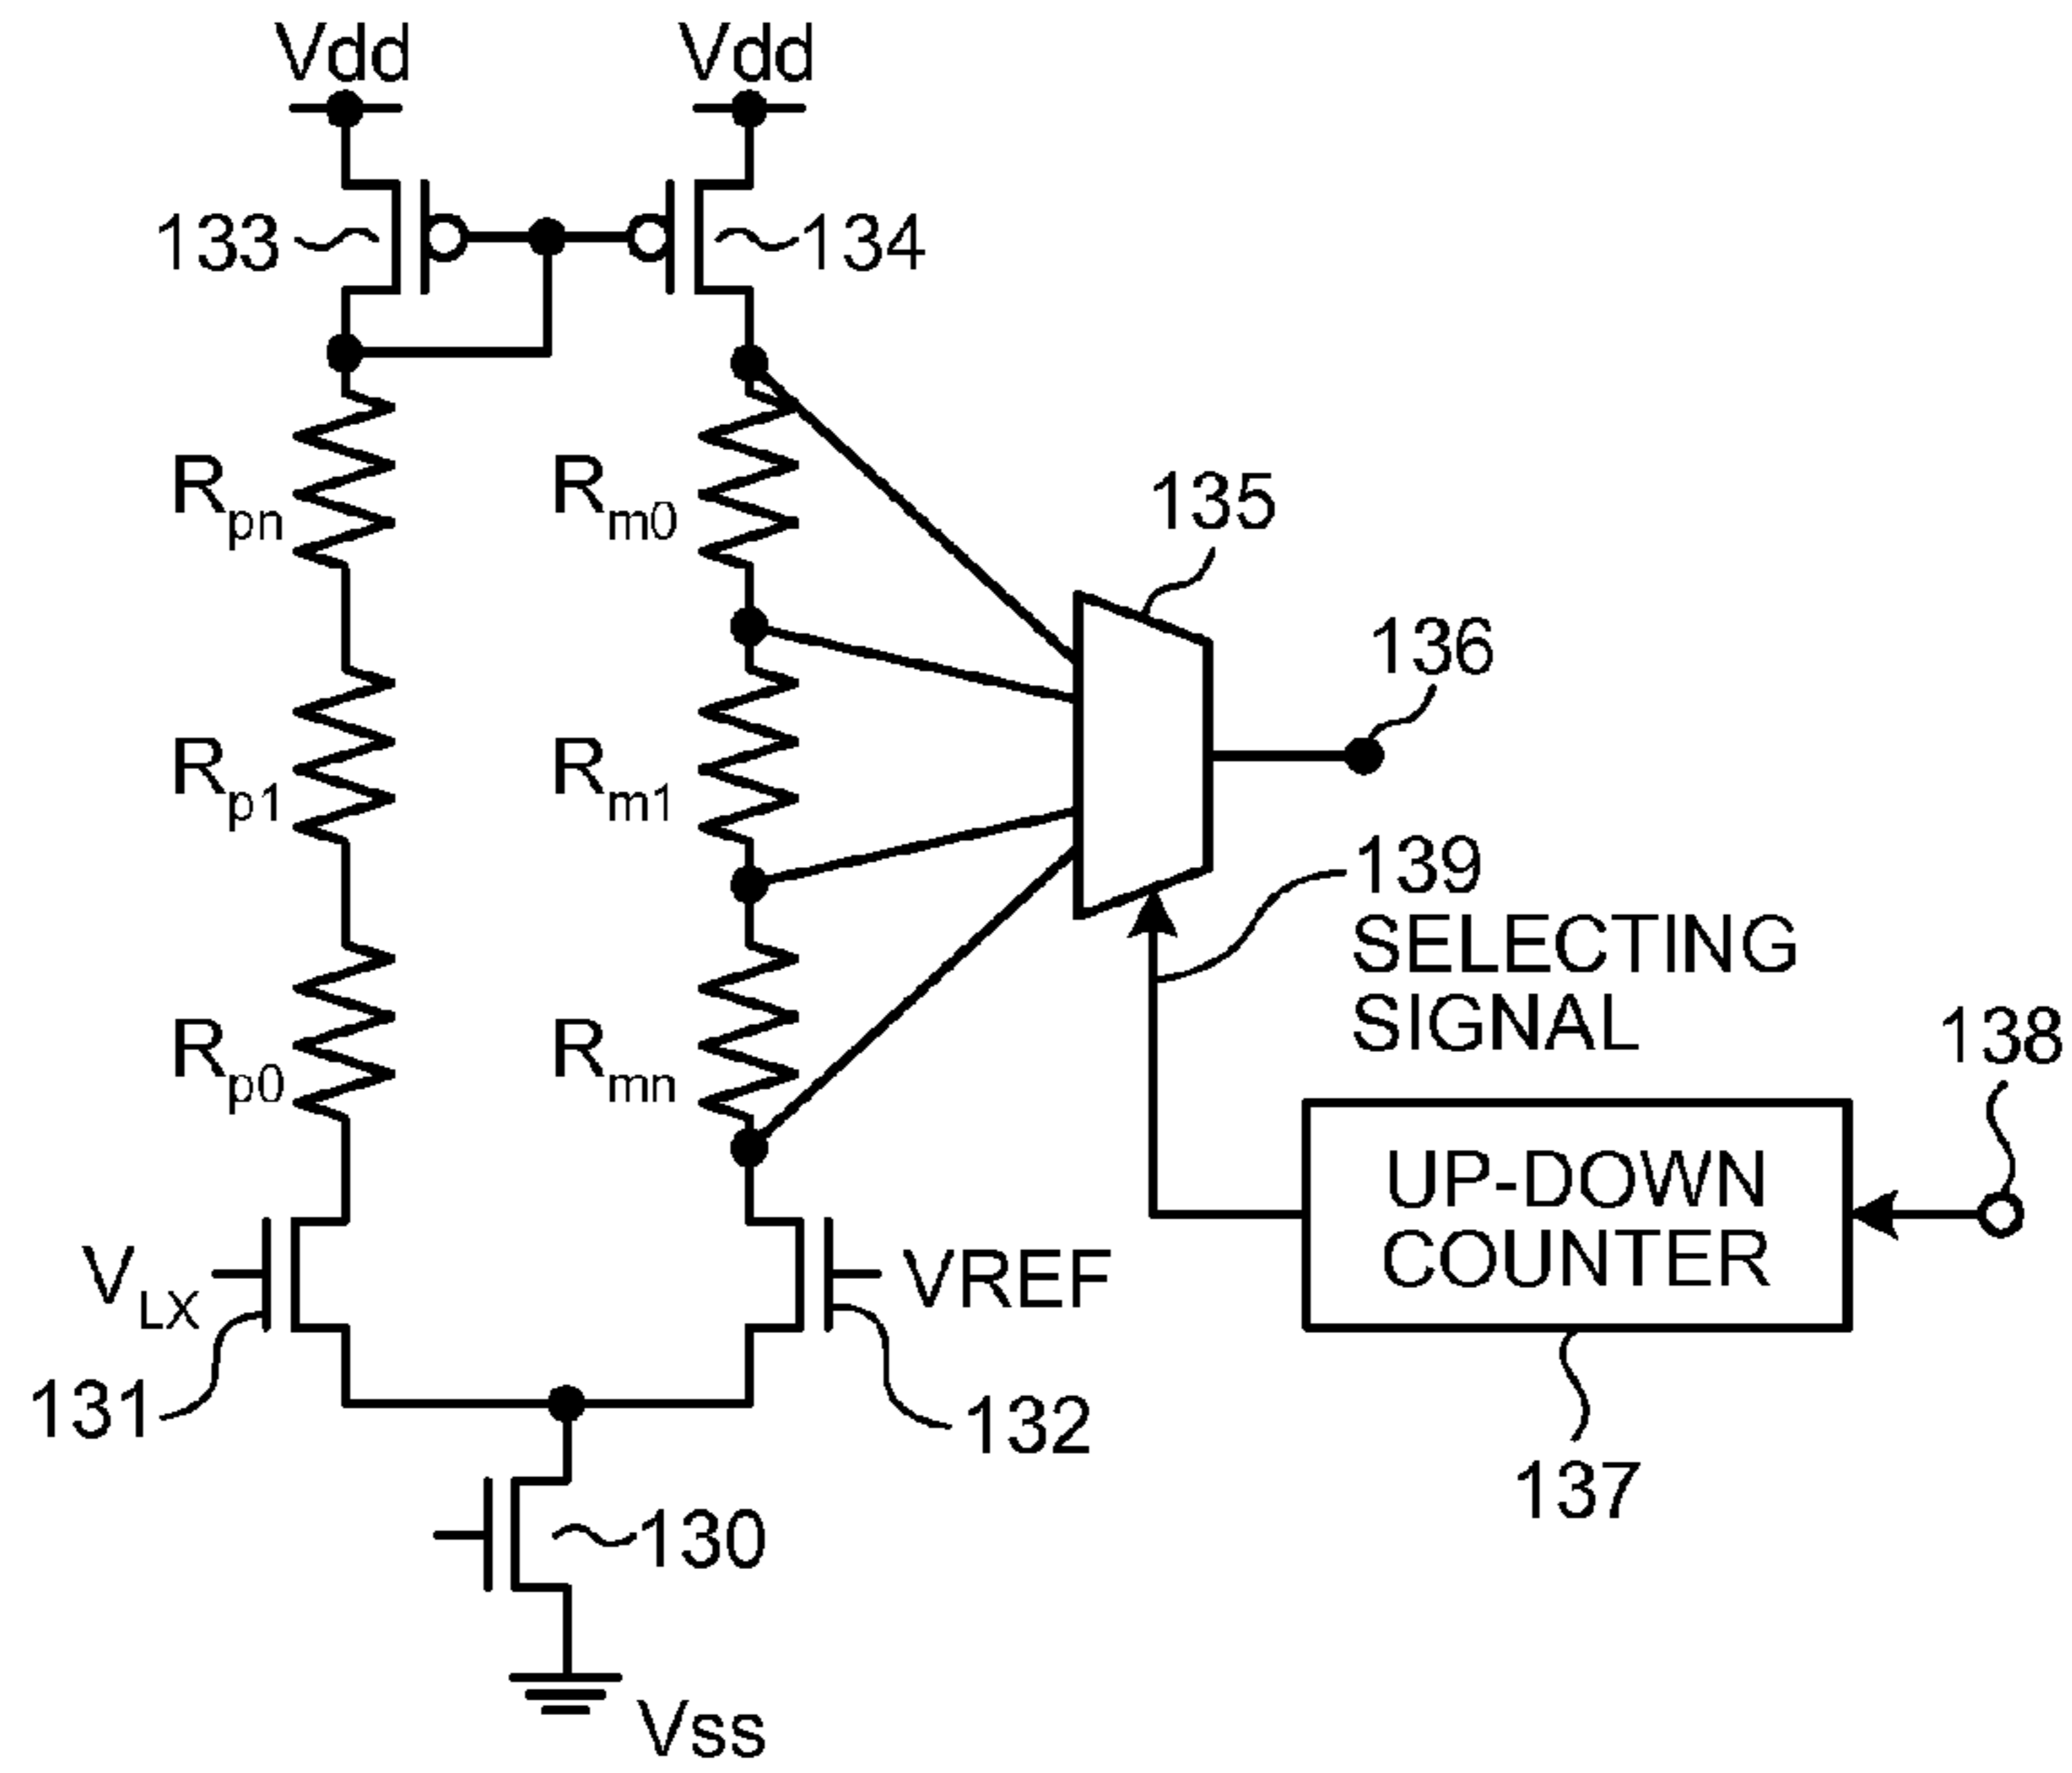 Vdd
Vdd
133
134
Rpn
Rm0
135
136
Rp1
Rm1
139
SELECTING
SIGNAL
138
Rp0
Rmn
UP-DOWN
COUNTER
VLX
VREF
131
132
137
130
Vss